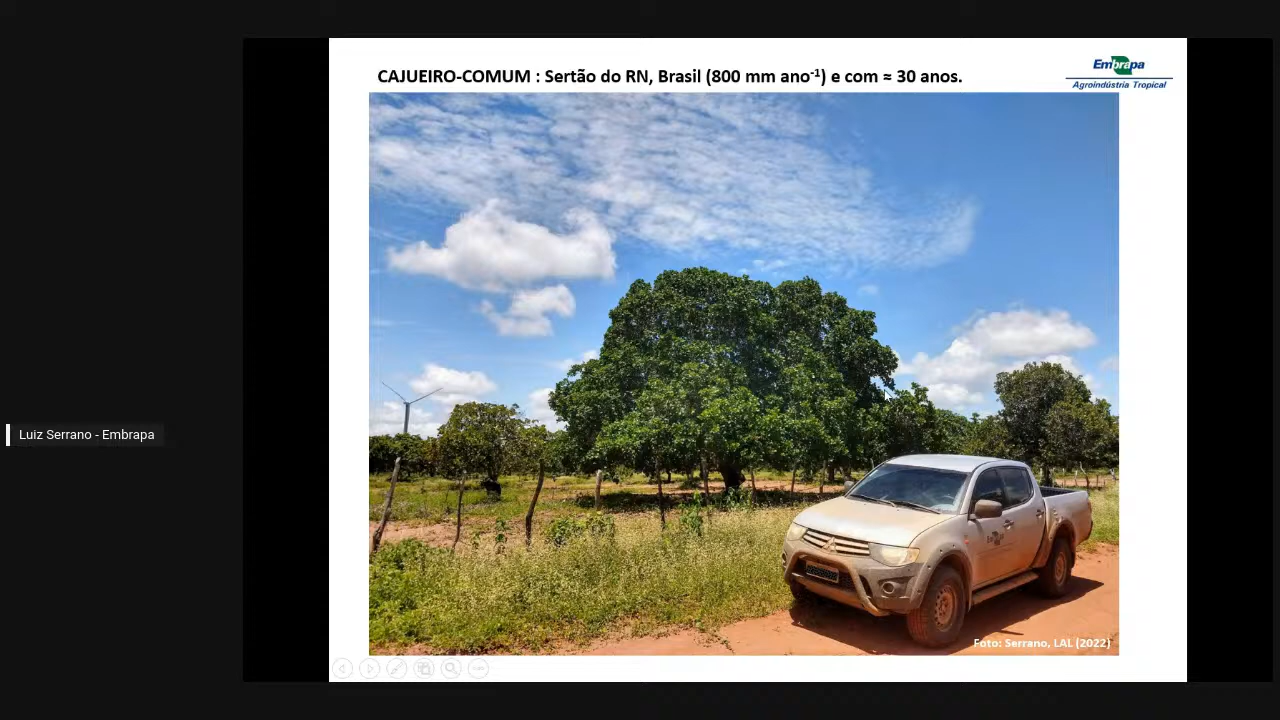 CAJUEIRO-COMUM : Sertão do RN, Brasil (800 mm ano⁻¹) e com ≈ 30 anos.
Embrapa
Agroindústria Tropical
Luiz Serrano - Embrapa
Foto: Serrano, LAL (2022)